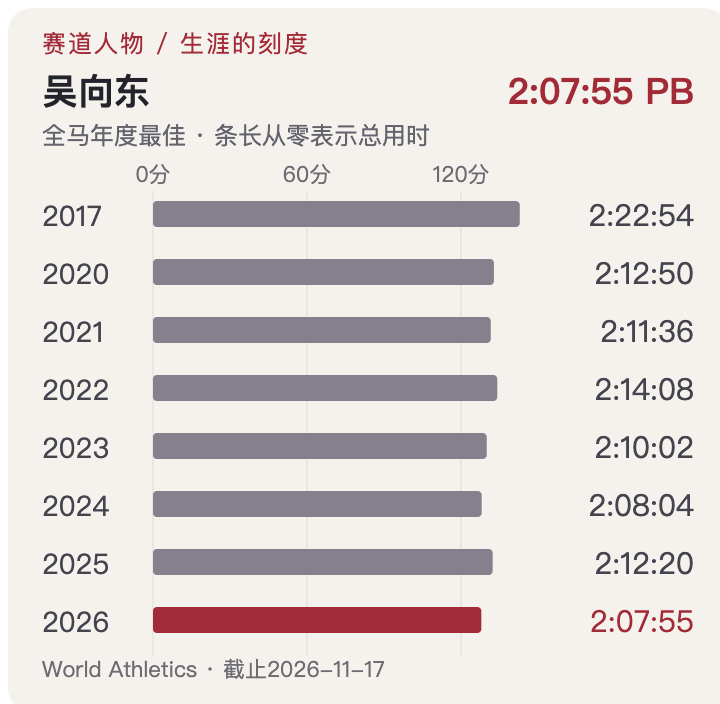 赛道人物 / 生涯的刻度
吴向东 2:07:55 PB
全马年度最佳 · 条长从零表示总用时
0分 60分 120分
2017 2:22:54
2020 2:12:50
2021 2:11:36
2022 2:14:08
2023 2:10:02
2024 2:08:04
2025 2:12:20
2026 2:07:55
World Athletics · 截止2026–11–17